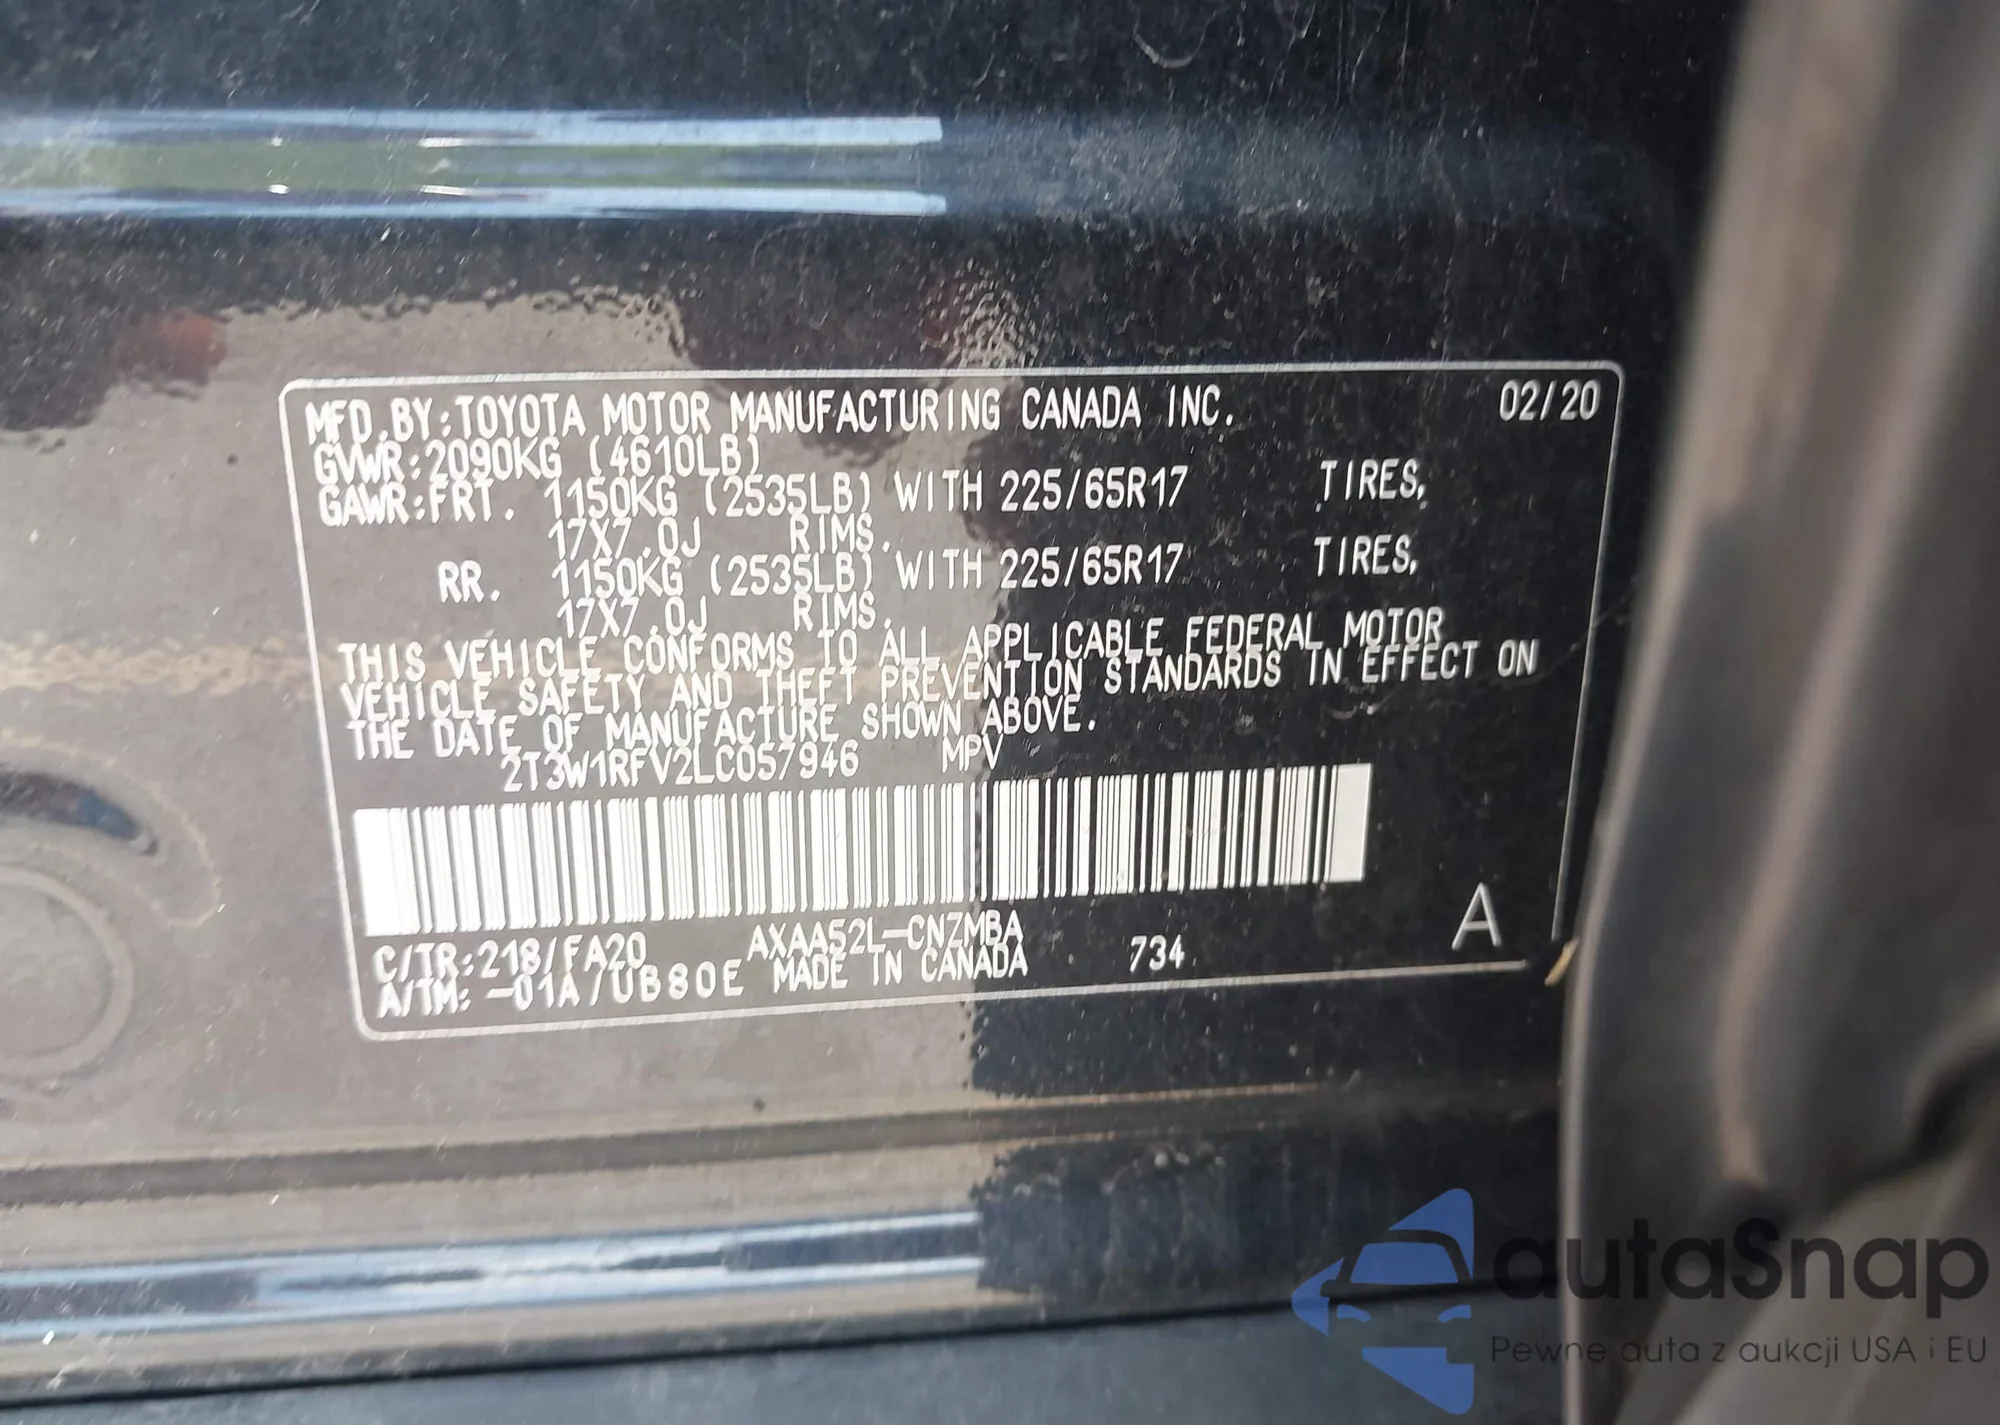 MFD.BY:TOYOTA MOTOR MANUFACTURING CANADA INC. 02/20
GVWR:2090KG (4610LB)
GAWR:FRT. 1150KG (2535LB) WITH 225/65R17 TIRES,
17X7.0J RIMS.
RR. 1150KG (2535LB) WITH 225/65R17 TIRES,
17X7.0J RIMS.
THIS VEHICLE CONFORMS TO ALL APPLICABLE FEDERAL MOTOR
VEHICLE SAFETY AND THEFT PREVENTION STANDARDS IN EFFECT ON
THE DATE OF MANUFACTURE SHOWN ABOVE.
2T3W1RFV2LC057946 MPV
C/TR:218/FA20 AXAA52L-CNZMBA 734 A
A/TM:-01A/UB80E MADE IN CANADA
autaSnap
Pewne auta z aukcji USA i EU